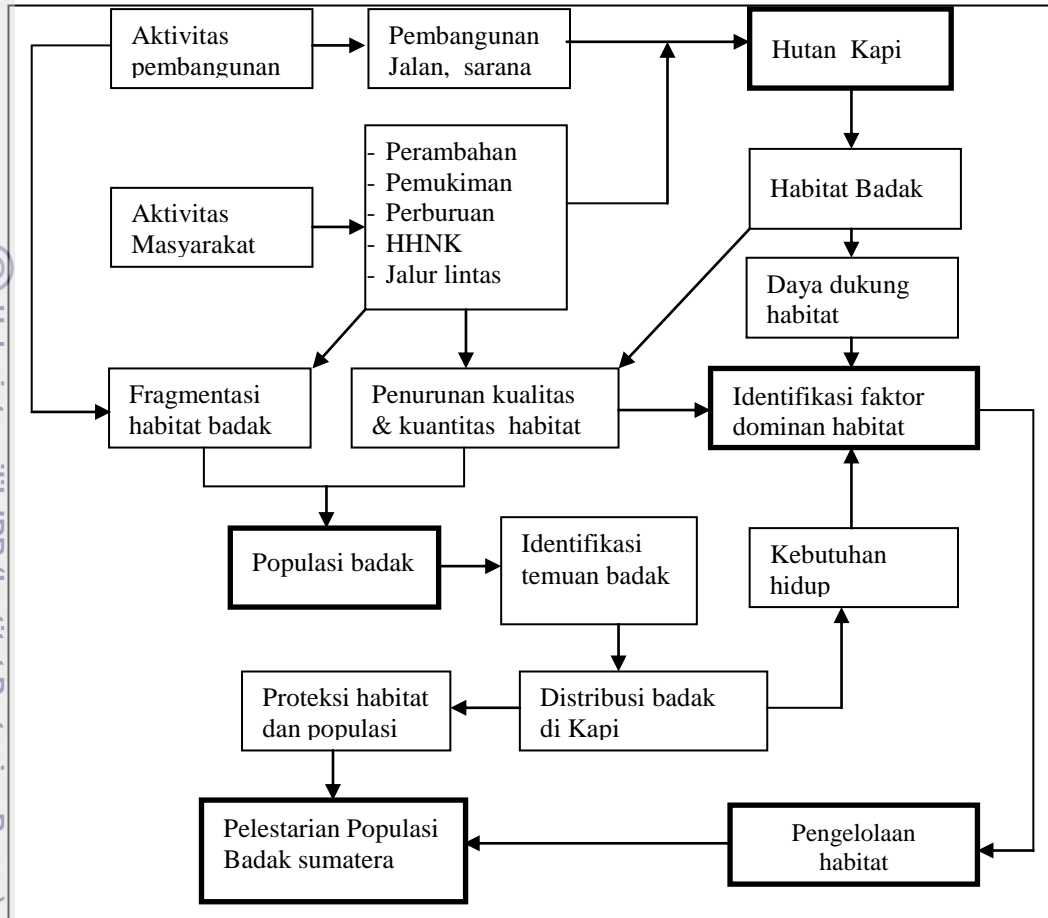 Aktivitas
pembangunan
Pembangunan
Jalan, sarana
Hutan Kapi
- Perambahan
- Pemukiman
- Perburuan
- HHNK
- Jalur lintas
Aktivitas
Masyarakat
Habitat Badak
Daya dukung
habitat
Fragmentasi
habitat badak
Penurunan kualitas
& kuantitas habitat
Identifikasi faktor
dominan habitat
Populasi badak
Identifikasi
temuan badak
Kebutuhan
hidup
Proteksi habitat
dan populasi
Distribusi badak
di Kapi
Pelestarian Populasi
Badak sumatera
Pengelolaan
habitat